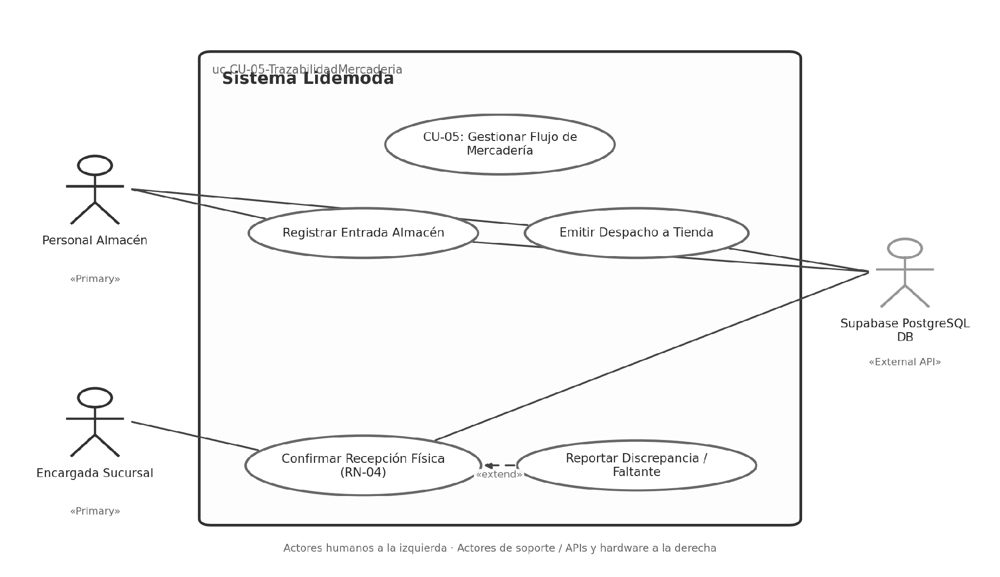 uc CU-05-TrazabilidadMercaderia
Sistema Lidemoda
CU-05: Gestionar Flujo de
Mercadería
Personal Almacén
«Primary»
Registrar Entrada Almacén
Emitir Despacho a Tienda
Supabase PostgreSQL
DB
«External API»
Encargada Sucursal
«Primary»
Confirmar Recepción Física
(RN-04)
«extend»
Reportar Discrepancia /
Faltante
Actores humanos a la izquierda · Actores de soporte / APIs y hardware a la derecha